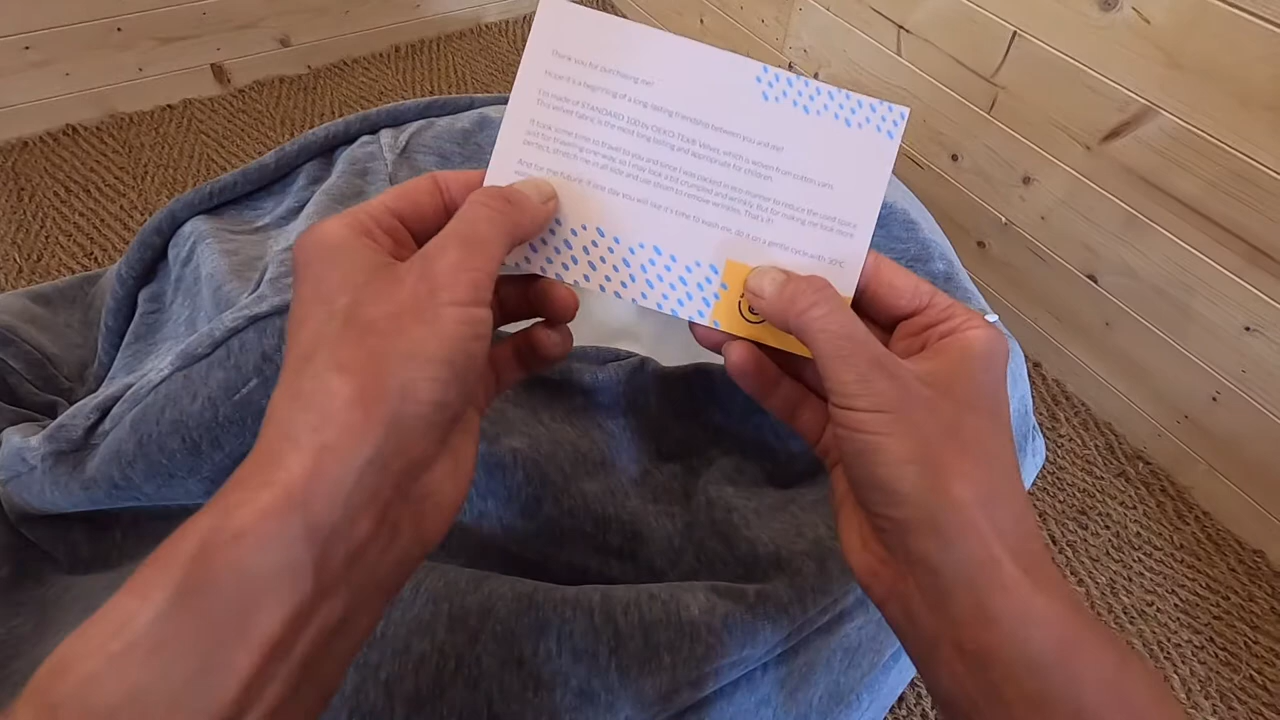 Thank you for purchasing me!
Hope it's a beginning of a long-lasting friendship between you and me!
I'm made of STANDARD 100 by OEKO-TEX® Velvet, which is woven from cotton yarn.
This Velvet fabric is the most long lasting and appropriate for children.
It took some time to travel to you and since I was packed in eco manner to reduce the used space
just for traveling one-way, so I may look a bit crumpled and wrinkly. But for making me look more
perfect, stretch me at all side and use steam to remove wrinkles. That's it!
And for the future, if one day you will like it's time to wash me, do it on a gentle cycle with 30°C